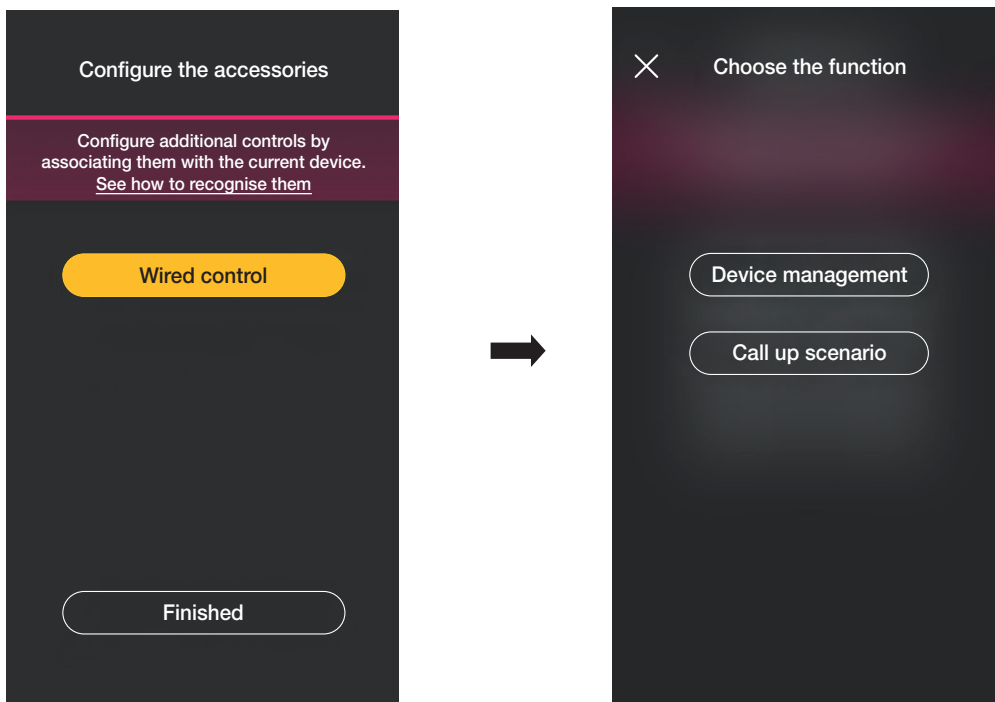 Configure the accessories
Configure additional controls by
associating them with the current device.
See how to recognise them
Wired control
Finished
Choose the function
Device management
Call up scenario